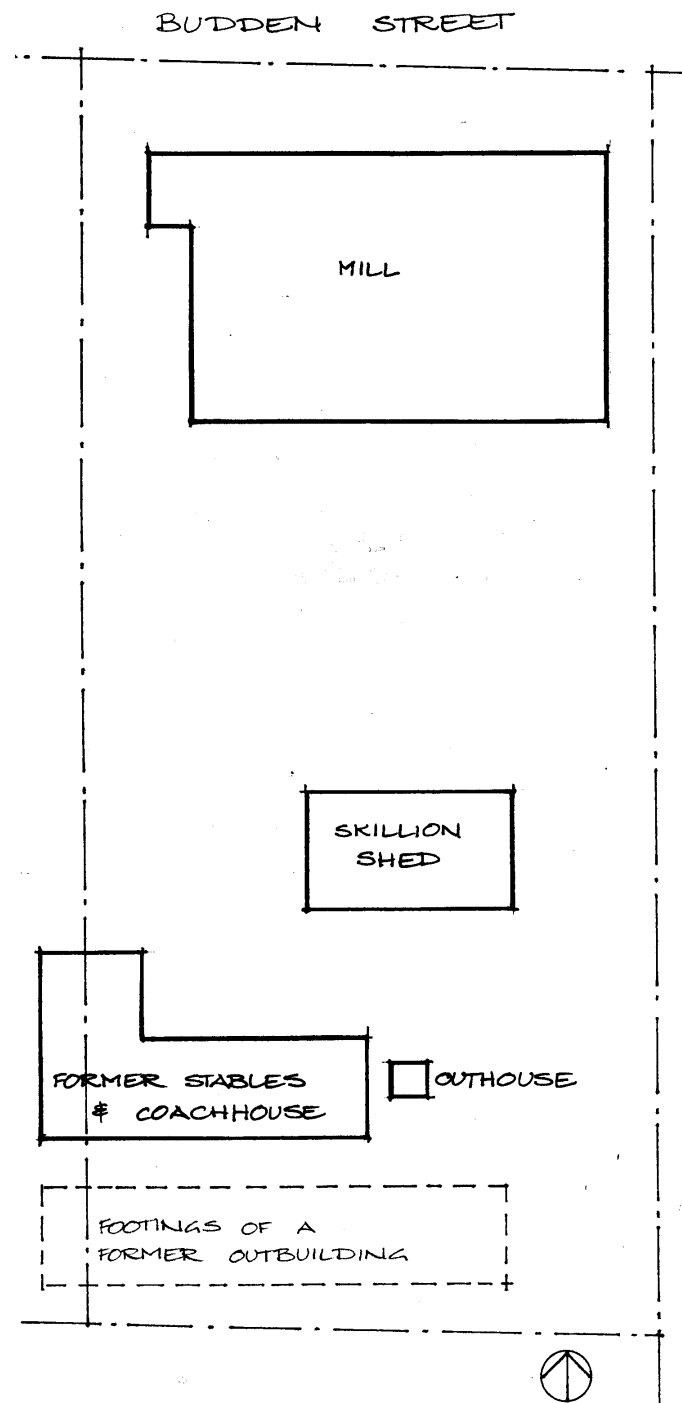 BUDDEN STREET
MILL
SKILLION
SHED
FORMER STABLES
& COACHHOUSE
OUTHOUSE
FOOTINGS OF A
FORMER OUTBUILDING